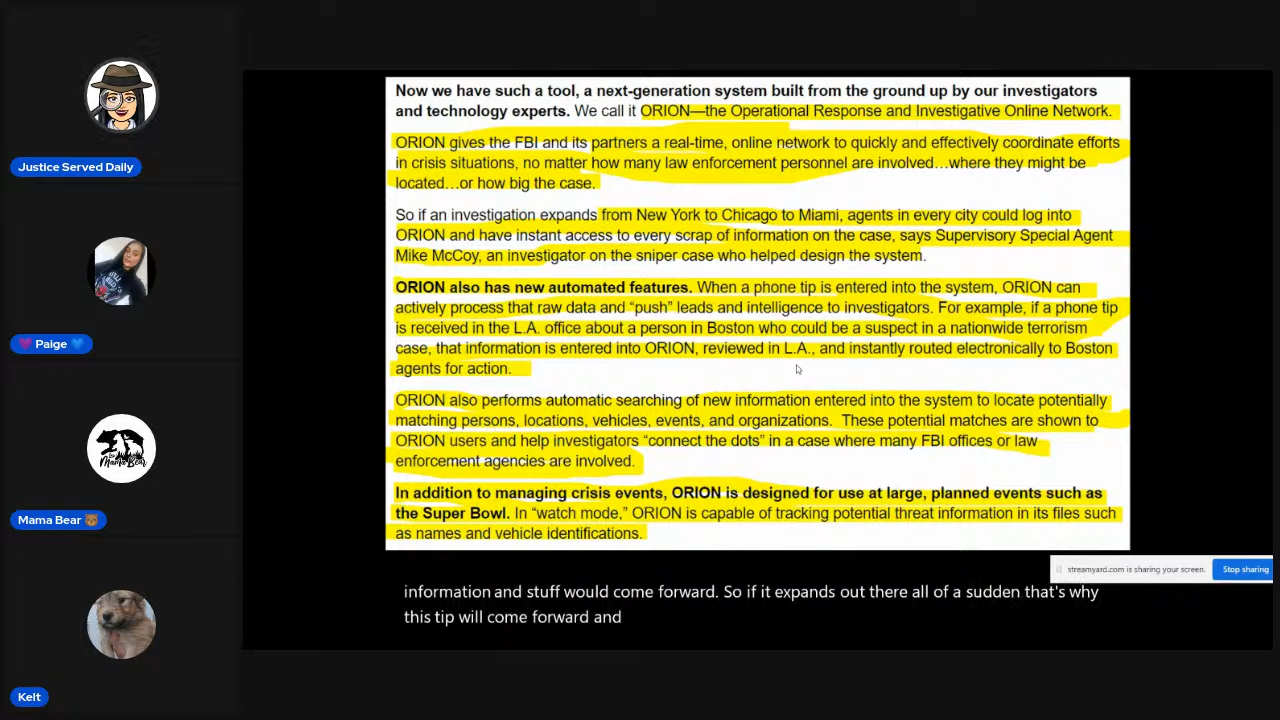 Justice Served Daily
💗 Paige 💙
Mama Bear
Mama Bear 🐻
Kelt
Now we have such a tool, a next-generation system built from the ground up by our investigators
and technology experts. We call it ORION—the Operational Response and Investigative Online Network.
ORION gives the FBI and its partners a real-time, online network to quickly and effectively coordinate efforts
in crisis situations, no matter how many law enforcement personnel are involved…where they might be
located…or how big the case.
So if an investigation expands from New York to Chicago to Miami, agents in every city could log into
ORION and have instant access to every scrap of information on the case, says Supervisory Special Agent
Mike McCoy, an investigator on the sniper case who helped design the system.
ORION also has new automated features. When a phone tip is entered into the system, ORION can
actively process that raw data and “push” leads and intelligence to investigators. For example, if a phone tip
is received in the L.A. office about a person in Boston who could be a suspect in a nationwide terrorism
case, that information is entered into ORION, reviewed in L.A., and instantly routed electronically to Boston
agents for action.
ORION also performs automatic searching of new information entered into the system to locate potentially
matching persons, locations, vehicles, events, and organizations. These potential matches are shown to
ORION users and help investigators “connect the dots” in a case where many FBI offices or law
enforcement agencies are involved.
In addition to managing crisis events, ORION is designed for use at large, planned events such as
the Super Bowl. In “watch mode,” ORION is capable of tracking potential threat information in its files such
as names and vehicle identifications.
streamyard.com is sharing your screen. Stop sharing
information and stuff would come forward. So if it expands out there all of a sudden that's why
this tip will come forward and